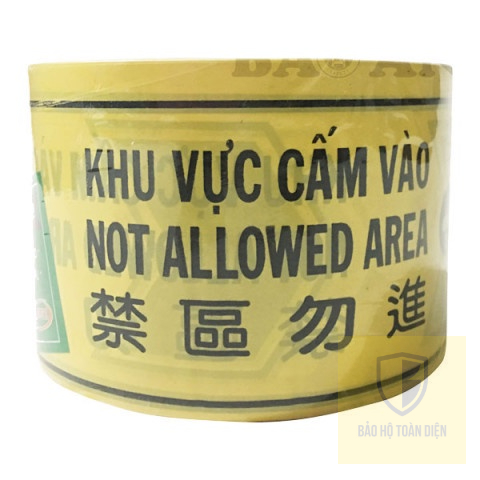 KHU VỰC CẤM VÀO
NOT ALLOWED AREA
禁區勿進
BẢO HỘ TOÀN DIỆN